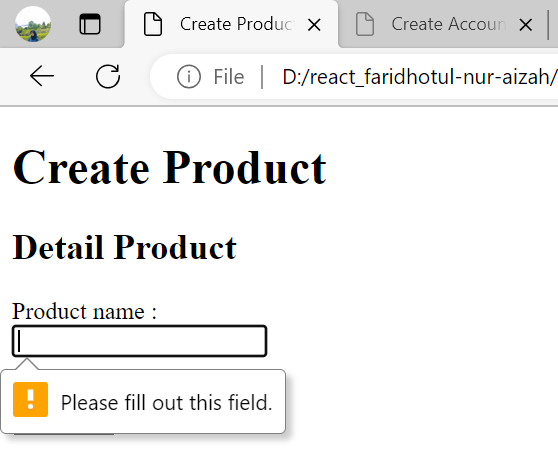 Create Produc
Create Accoun
File
D:/react_faridhotul-nur-aizah/
Create Product
Detail Product
Product name :
Please fill out this field.